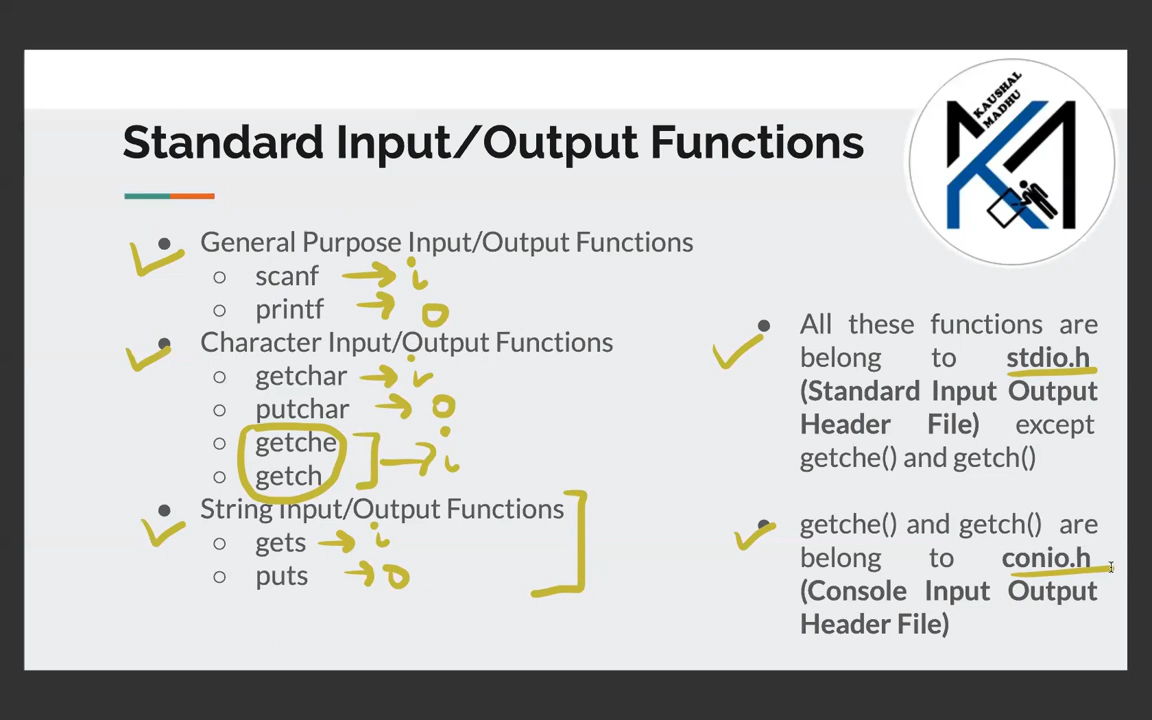 KAUSHAL
MADHU
Standard Input/Output Functions
● General Purpose Input/Output Functions
○ scanf → i
○ printf → o
● Character Input/Output Functions
○ getchar → i
○ putchar → o
○ getche
○ getch ] → i
● String Input/Output Functions
○ gets → i
○ puts → o
● All these functions are
belong to stdio.h
(Standard Input Output
Header File) except
getche() and getch()
● getche() and getch() are
belong to conio.h
(Console Input Output
Header File)